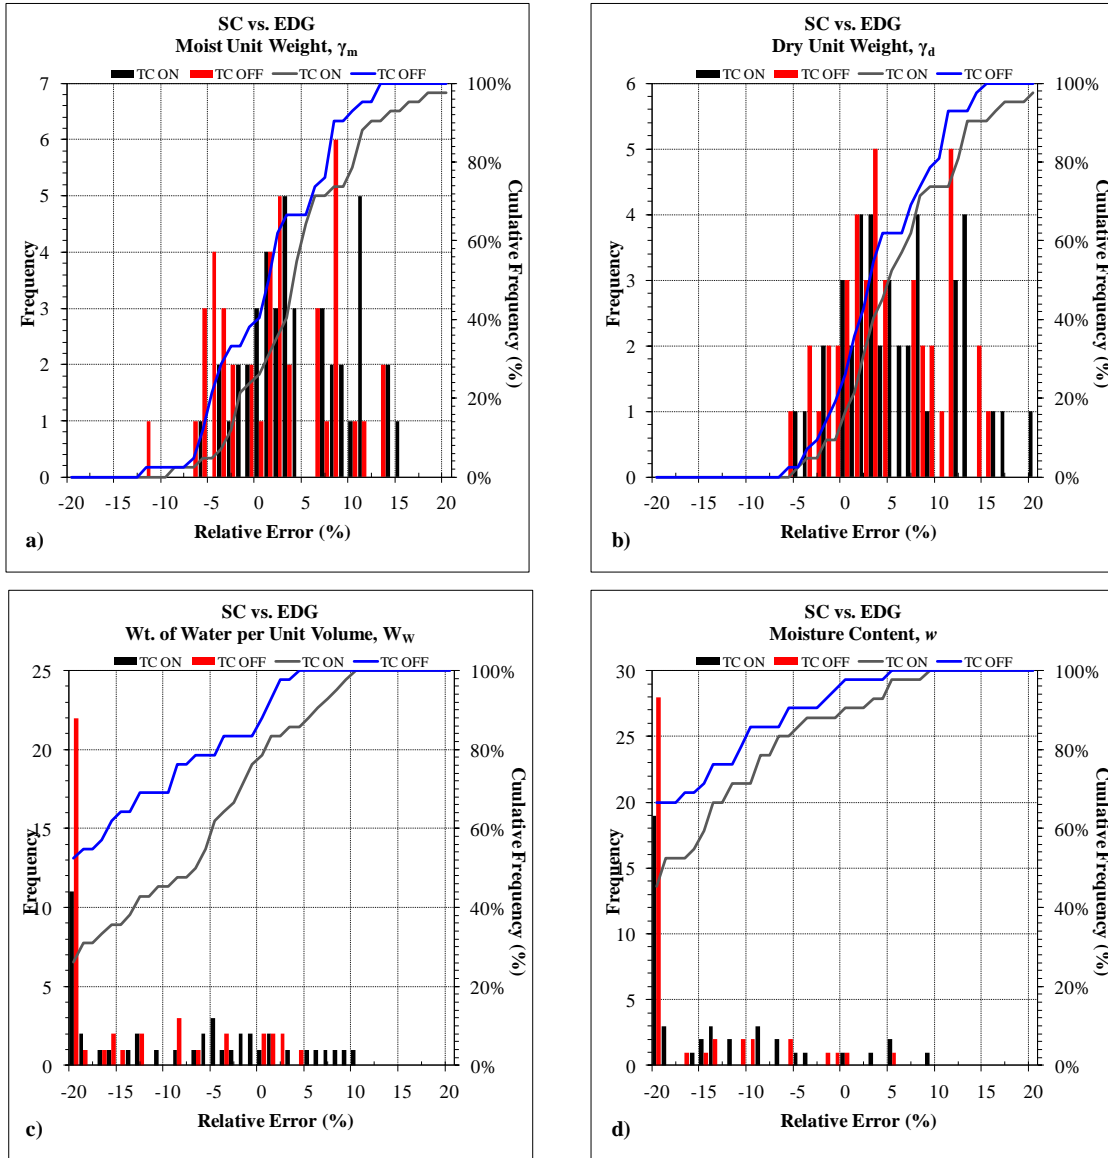 SC vs. EDG
Moist Unit Weight, γm
TC ON TC OFF TC ON TC OFF
7 100%
6
80%
5
60%
4
3 40%
2
20%
1
0 0%
-20 -15 -10 -5 0 5 10 15 20
Frequency
Cuulative Frequency (%)
Relative Error (%)
a)
SC vs. EDG
Dry Unit Weight, γd
TC ON TC OFF TC ON TC OFF
6 100%
5
80%
4
60%
3
40%
2
20%
1
0 0%
-20 -15 -10 -5 0 5 10 15 20
Frequency
Cuulative Frequency (%)
Relative Error (%)
b)
SC vs. EDG
Wt. of Water per Unit Volume, WW
TC ON TC OFF TC ON TC OFF
25 100%
20 80%
15 60%
10 40%
5 20%
0 0%
-20 -15 -10 -5 0 5 10 15 20
Frequency
Cuulative Frequency (%)
Relative Error (%)
c)
SC vs. EDG
Moisture Content, w
TC ON TC OFF TC ON TC OFF
30 100%
25
80%
20
60%
15
40%
10
20%
5
0 0%
-20 -15 -10 -5 0 5 10 15 20
Frequency
Cuulative Frequency (%)
Relative Error (%)
d)